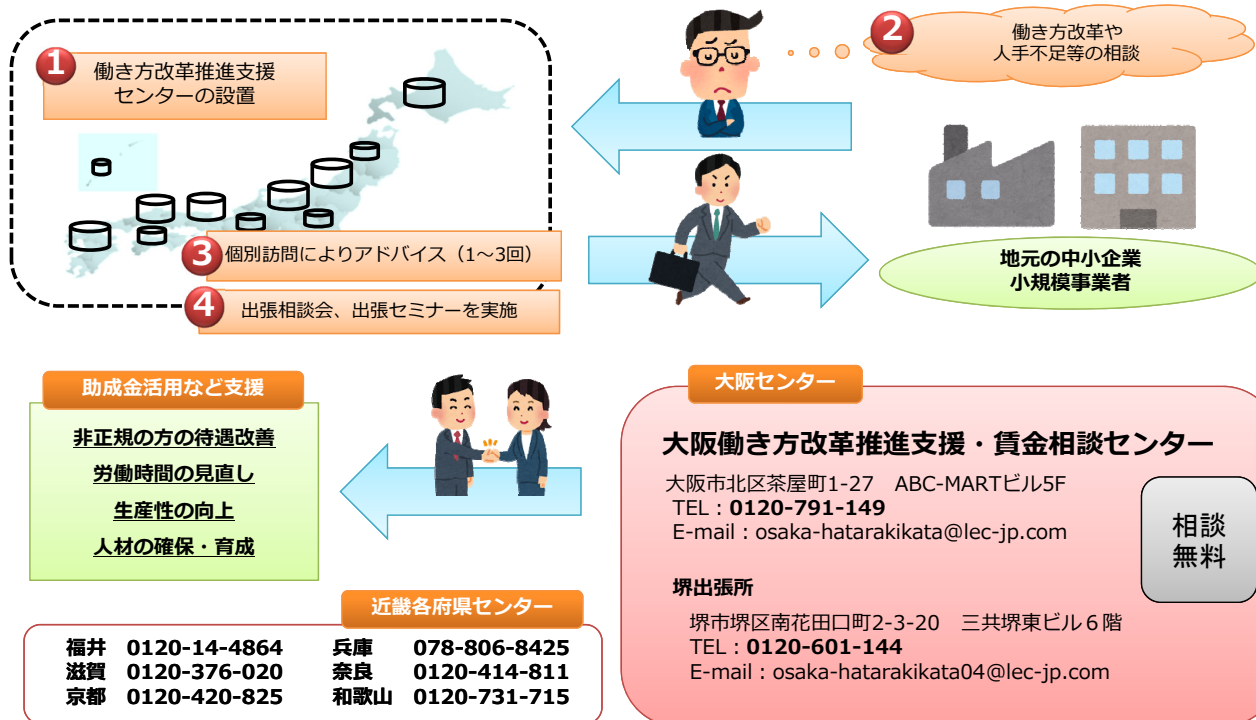 1
働き方改革推進支援
センターの設置
2
働き方改革や
人手不足等の相談
3
個別訪問によりアドバイス（1～3回）
4
出張相談会、出張セミナーを実施
地元の中小企業
小規模事業者
助成金活用など支援
非正規の方の待遇改善
労働時間の見直し
生産性の向上
人材の確保・育成
大阪センター
大阪働き方改革推進支援・賃金相談センター
大阪市北区茶屋町1-27　ABC-MARTビル5F
TEL：0120-791-149
E-mail：osaka-hatarakikata@lec-jp.com
相談
無料
堺出張所
堺市堺区南花田口町2-3-20　三共堺東ビル６階
TEL：0120-601-144
E-mail：osaka-hatarakikata04@lec-jp.com
近畿各府県センター
福井　0120-14-4864　兵庫　078-806-8425
滋賀　0120-376-020　奈良　0120-414-811
京都　0120-420-825　和歌山　0120-731-715